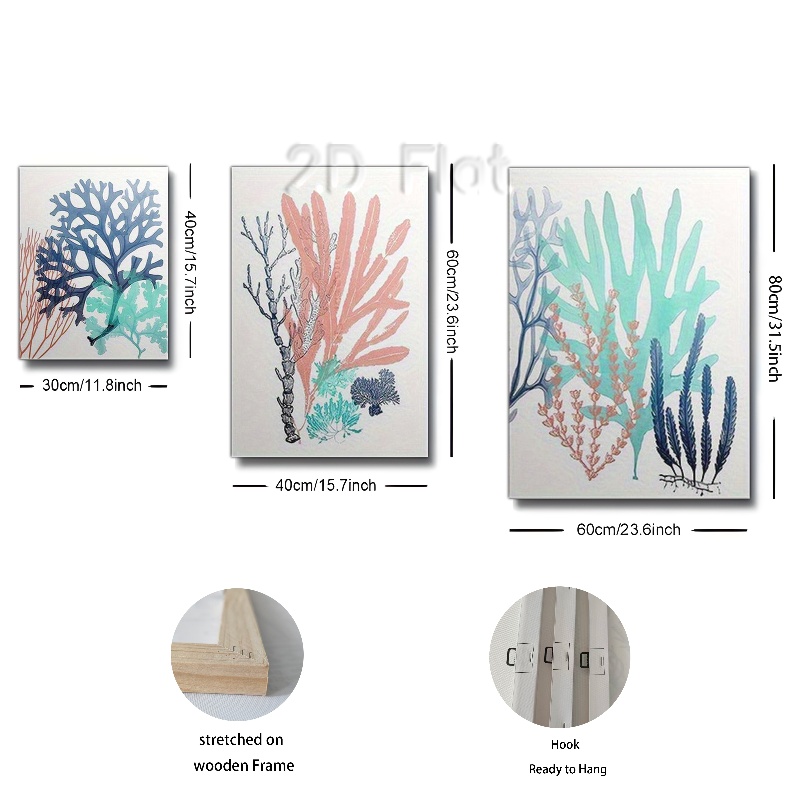 2D Flat
40cm/15.7inch
30cm/11.8inch
60cm/23.6inch
40cm/15.7inch
80cm/31.5inch
60cm/23.6inch
stretched on
wooden Frame
Hook
Ready to Hang